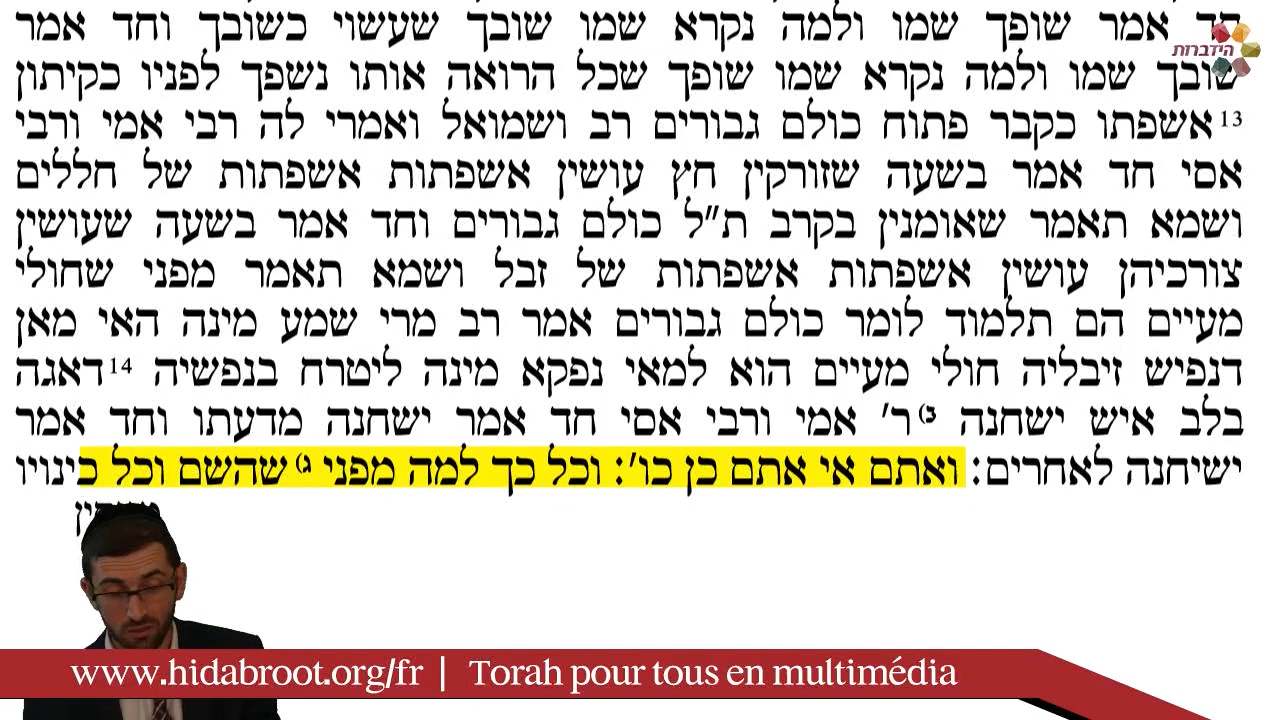 חד אמר שופך שמו ולמה נקרא שמו שובך שעשוי כשובך וחד אמר
שובך שמו ולמה נקרא שמו שופך שכל הרואה אותו נשפך לפניו כקיתון
13 אשפתו כקבר פתוח כולם גבורים רב ושמואל ואמרי לה רבי אמי ורבי
אסי חד אמר בשעה שזורקין חץ עושין אשפתות אשפתות של חללים
ושמא תאמר שאומנין בקרב ת״ל כולם גבורים וחד אמר בשעה שעושין
צורכיהן עושין אשפתות אשפתות של זבל ושמא תאמר מפני שחולי
מעיים הם תלמוד לומר כולם גבורים אמר רב מרי שמע מינה האי מאן
דנפיש זיבליה חולי מעיים הוא למאי נפקא מינה ליטרח בנפשיה 14 דאגה
בלב איש ישחנה ב) ר׳ אמי ורבי אסי חד אמר ישחנה מדעתו וחד אמר
ישיחנה לאחרים: ואתם אי אתם כן כו׳: וכל כך למה מפני ג) שהשם וכל כינויו
הידברות
www.hidabroot.org/fr | Torah pour tous en multimédia